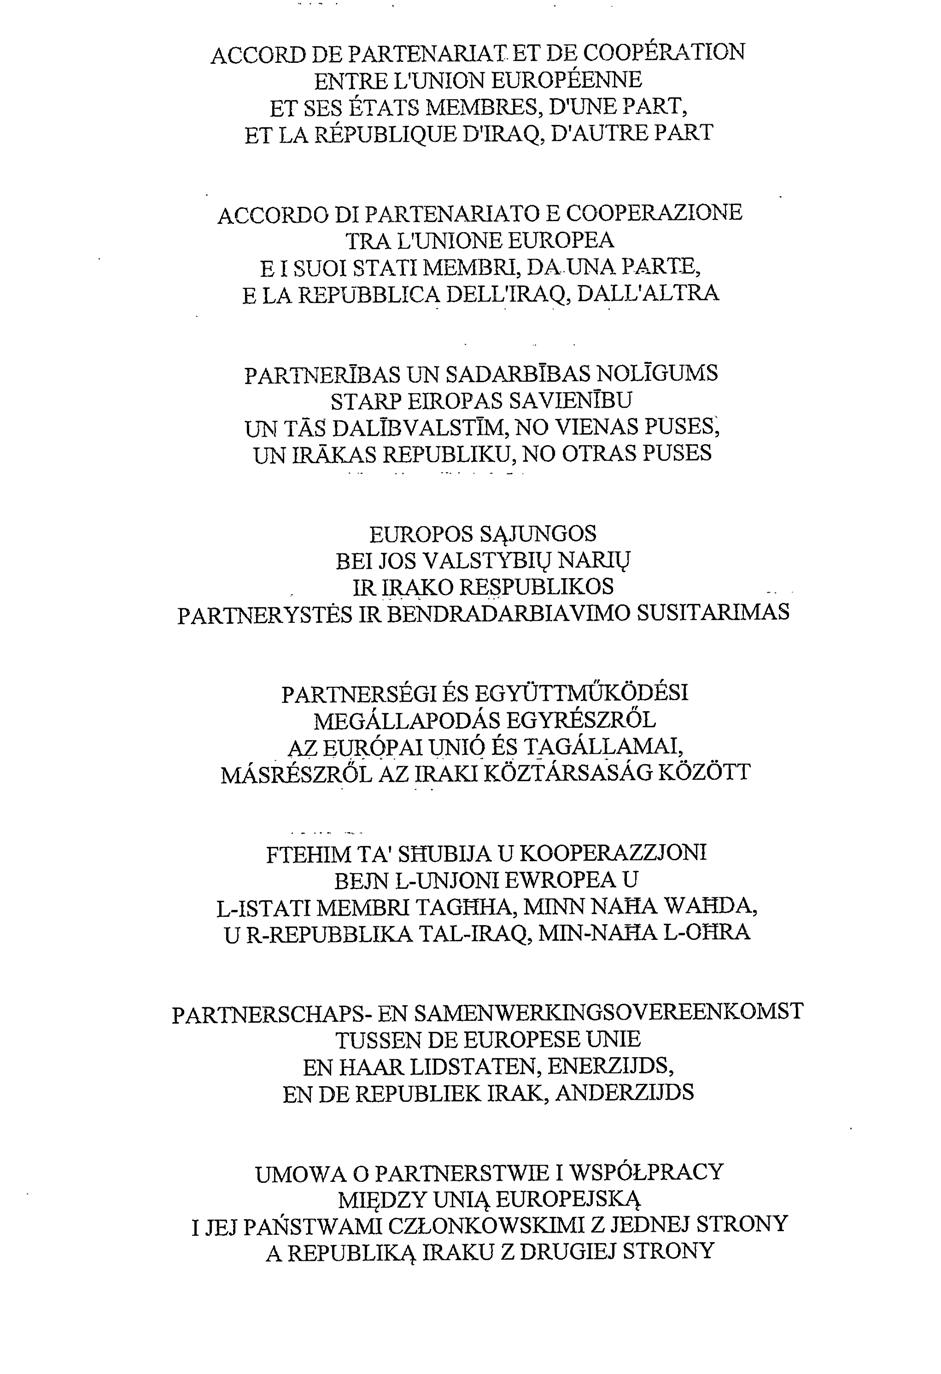 ACCORD DE PARTENARIAT ET DE COOPÉRATION
ENTRE L'UNION EUROPÉENNE
ET SES ÉTATS MEMBRES, D'UNE PART,
ET LA RÉPUBLIQUE D'IRAQ, D'AUTRE PART
ACCORDO DI PARTENARIATO E COOPERAZIONE
TRA L'UNIONE EUROPEA
E I SUOI STATI MEMBRI, DA UNA PARTE,
E LA REPUBBLICA DELL'IRAQ, DALL'ALTRA
PARTNERĪBAS UN SADARBĪBAS NOLĪGUMS
STARP EIROPAS SAVIENĪBU
UN TĀS DALĪBVALSTĪM, NO VIENAS PUSES,
UN IRĀKAS REPUBLIKU, NO OTRAS PUSES
EUROPOS SĄJUNGOS
BEI JOS VALSTYBIŲ NARIŲ
IR IRAKO RESPUBLIKOS
PARTNERYSTĖS IR BENDRADARBIAVIMO SUSITARIMAS
PARTNERSÉGI ÉS EGYÜTTMŰKÖDÉSI
MEGÁLLAPODÁS EGYRÉSZRŐL
AZ EURÓPAI UNIÓ ÉS TAGÁLLAMAI,
MÁSRÉSZRŐL AZ IRAKI KÖZTÁRSASÁG KÖZÖTT
FTEHIM TA' SĦUBIJA U KOOPERAZZJONI
BEJN L-UNJONI EWROPEA U
L-ISTATI MEMBRI TAGĦHA, MINN NAĦA WAĦDA,
U R-REPUBBLIKA TAL-IRAQ, MIN-NAĦA L-OĦRA
PARTNERSCHAPS- EN SAMENWERKINGSOVEREENKOMST
TUSSEN DE EUROPESE UNIE
EN HAAR LIDSTATEN, ENERZIJDS,
EN DE REPUBLIEK IRAK, ANDERZIJDS
UMOWA O PARTNERSTWIE I WSPÓŁPRACY
MIĘDZY UNIĄ EUROPEJSKĄ
I JEJ PAŃSTWAMI CZŁONKOWSKIMI Z JEDNEJ STRONY
A REPUBLIKĄ IRAKU Z DRUGIEJ STRONY